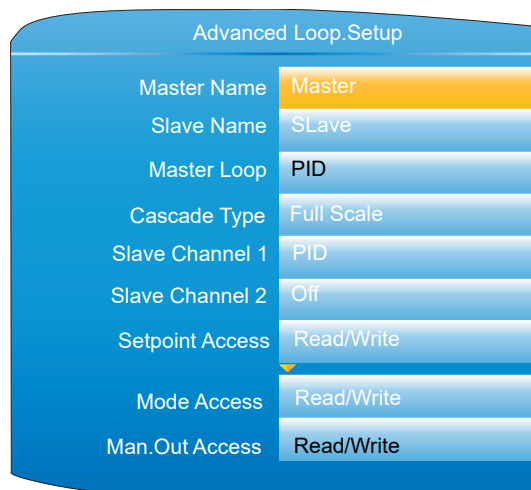 Advanced Loop.Setup
Master Name Master
Slave Name SLave
Master Loop PID
Cascade Type Full Scale
Slave Channel 1 PID
Slave Channel 2 Off
Setpoint Access Read/Write
Mode Access Read/Write
Man.Out Access Read/Write